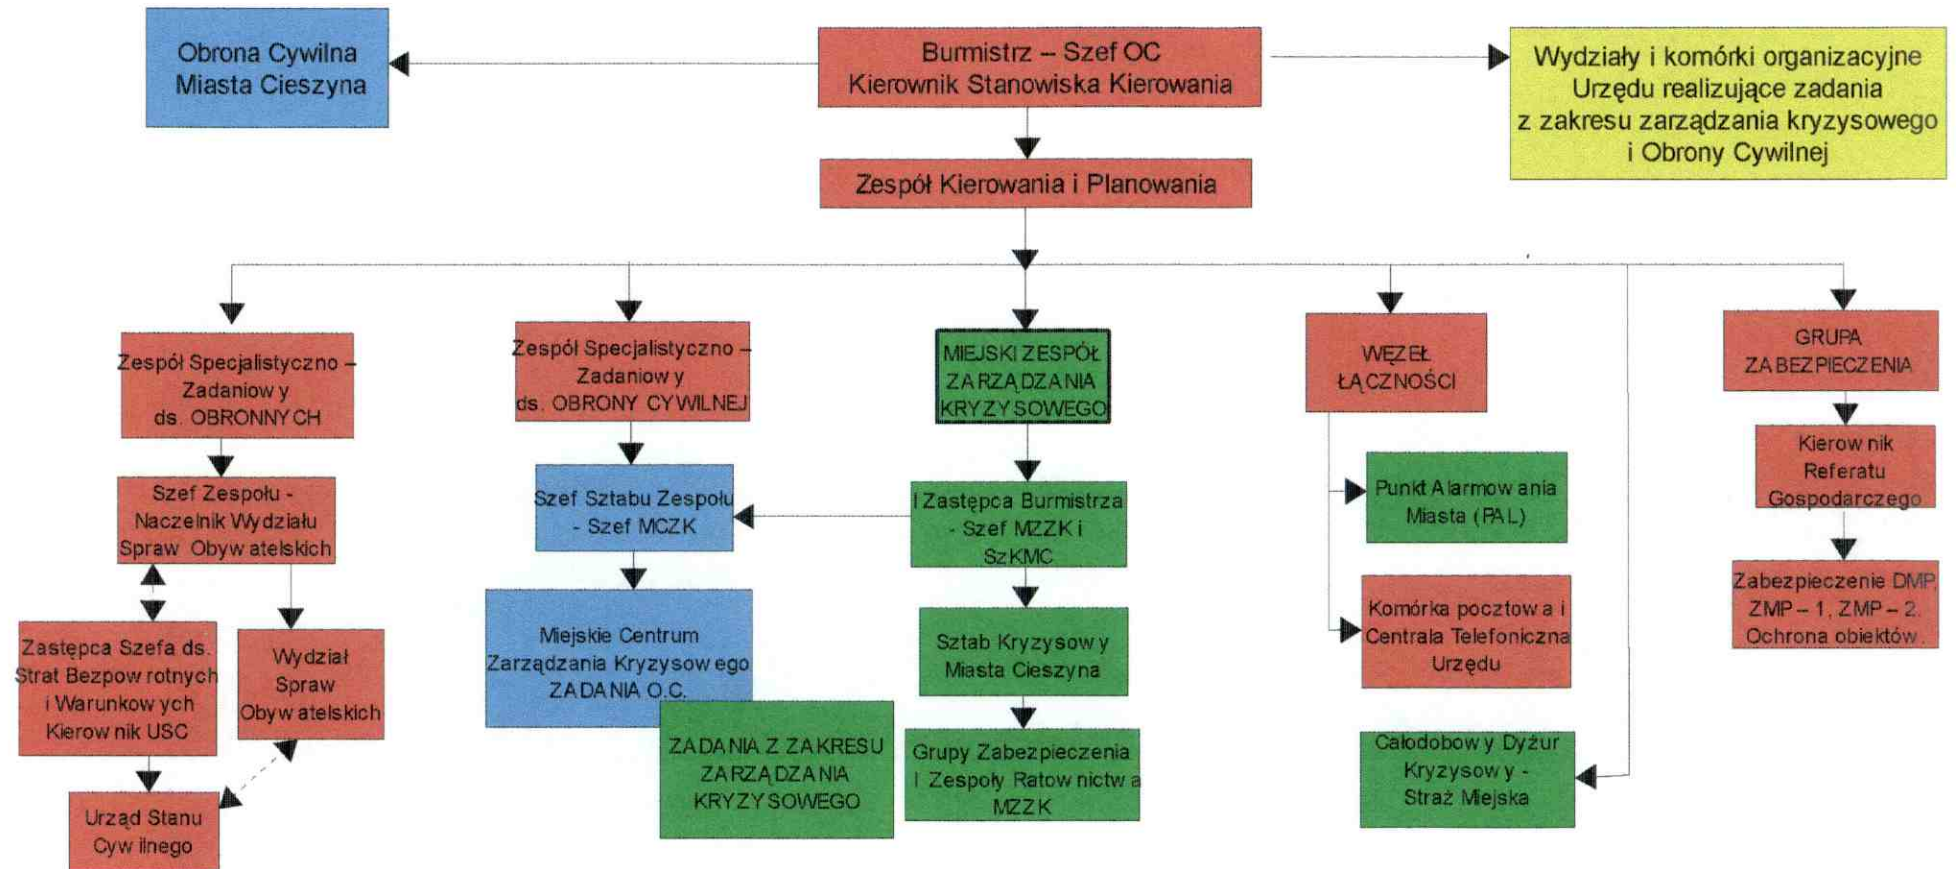 Obrona Cywilna
Miasta Cieszyna
Burmistrz – Szef OC
Kierownik Stanowiska Kierowania
Wydziały i komórki organizacyjne
Urzędu realizujące zadania
z zakresu zarządzania kryzysowego
i Obrony Cywilnej
Zespół Kierowania i Planowania
Zespół Specjalistyczno –
Zadaniowy
ds. OBRONNYCH
Zespół Specjalistyczno –
Zadaniowy
ds. OBRONY CYWILNEJ
MIEJSKI ZESPÓŁ
ZARZĄDZANIA
KRYZYSOWEGO
WĘZEŁ
ŁĄCZNOŚCI
GRUPA
ZABEZPIECZENIA
Szef Zespołu -
Naczelnik Wydziału
Spraw Obywatelskich
Szef Sztabu Zespołu
- Szef MCZK
I Zastępca Burmistrza
- Szef MZZK i
SzKMC
Punkt Alarmowania
Miasta (PAL)
Kierownik
Referatu
Gospodarczego
Zastępca Szefa ds.
Strat Bezpowrotnych
i Warunkowych
Kierownik USC
Wydział
Spraw
Obywatelskich
Miejskie Centrum
Zarządzania Kryzysowego
ZADANIA O.C.
Sztab Kryzysowy
Miasta Cieszyna
Komórka pocztowa i
Centrala Telefoniczna
Urzędu
Zabezpieczenie DMP,
ZMP – 1, ZMP – 2.
Ochrona obiektów.
ZADANIA Z ZAKRESU
ZARZĄDZANIA
KRYZYSOWEGO
Grupy Zabezpieczenia
I Zespoły Ratownictwa
MZZK
Całodobowy Dyżur
Kryzysowy -
Straż Miejska
Urząd Stanu
Cywilnego